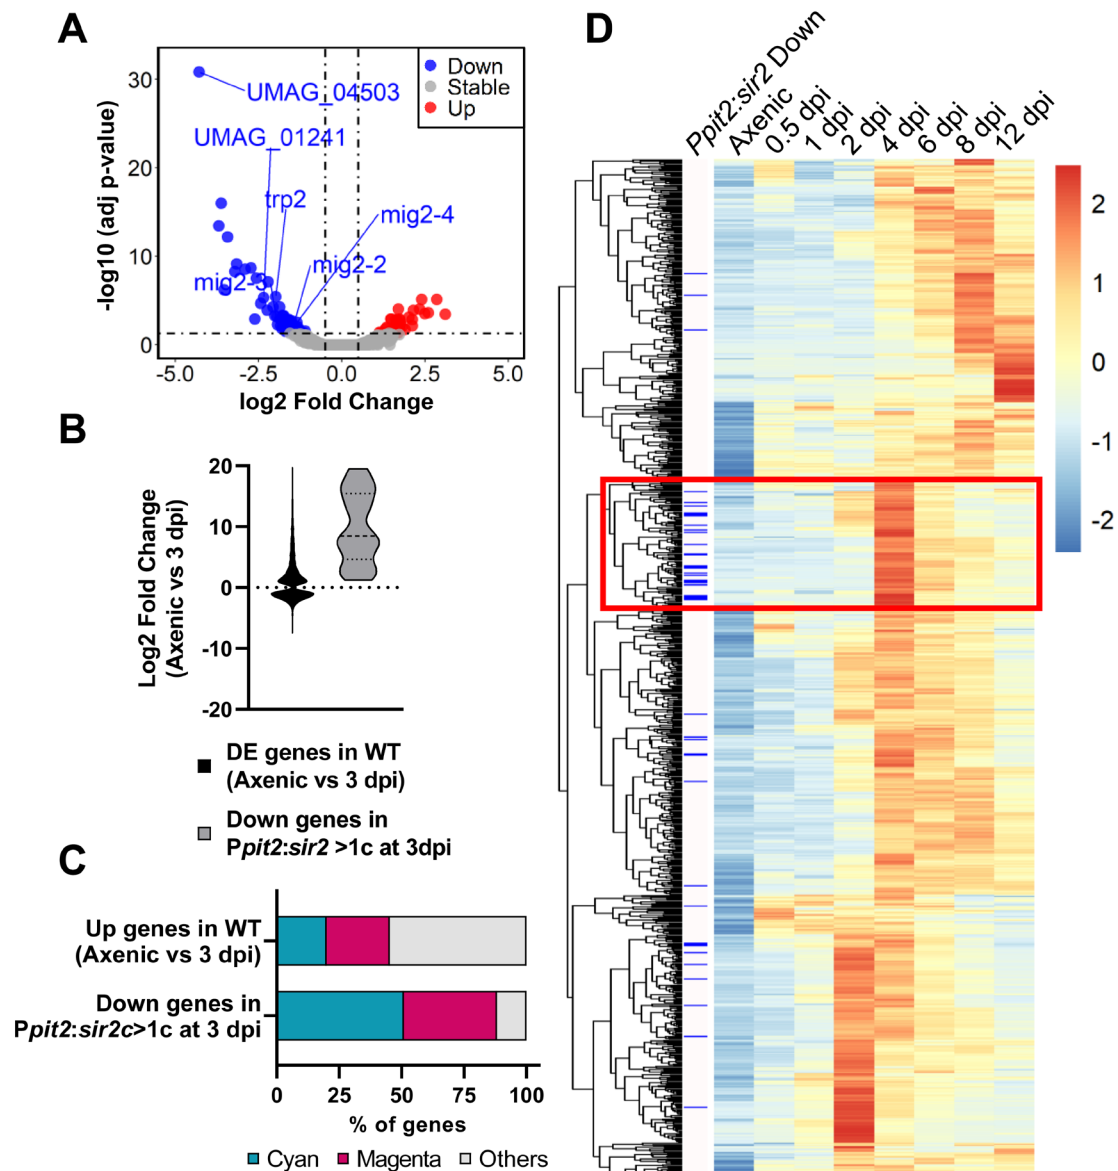 A
-log10 (adj p-value)
30
20
10
0
-5.0
-2.5
0.0
2.5
5.0
log2 Fold Change
Down
Stable
Up
UMAG_04503
UMAG_01241
trp2
mig2-4
mig2-2
mig2-3
B
Log2 Fold Change
(Axenic vs 3 dpi)
20
10
0
-10
-20
DE genes in WT
(Axenic vs 3 dpi)
Down genes in
Ppit2:sir2 >1c at 3dpi
C
Up genes in WT
(Axenic vs 3 dpi)
Down genes in
Ppit2:sir2c>1c at 3 dpi
0
25
50
75
100
% of genes
Cyan
Magenta
Others
D
Ppit2:sir2 Down
Axenic
0.5 dpi
1 dpi
2 dpi
4 dpi
6 dpi
8 dpi
12 dpi
2
1
0
-1
-2